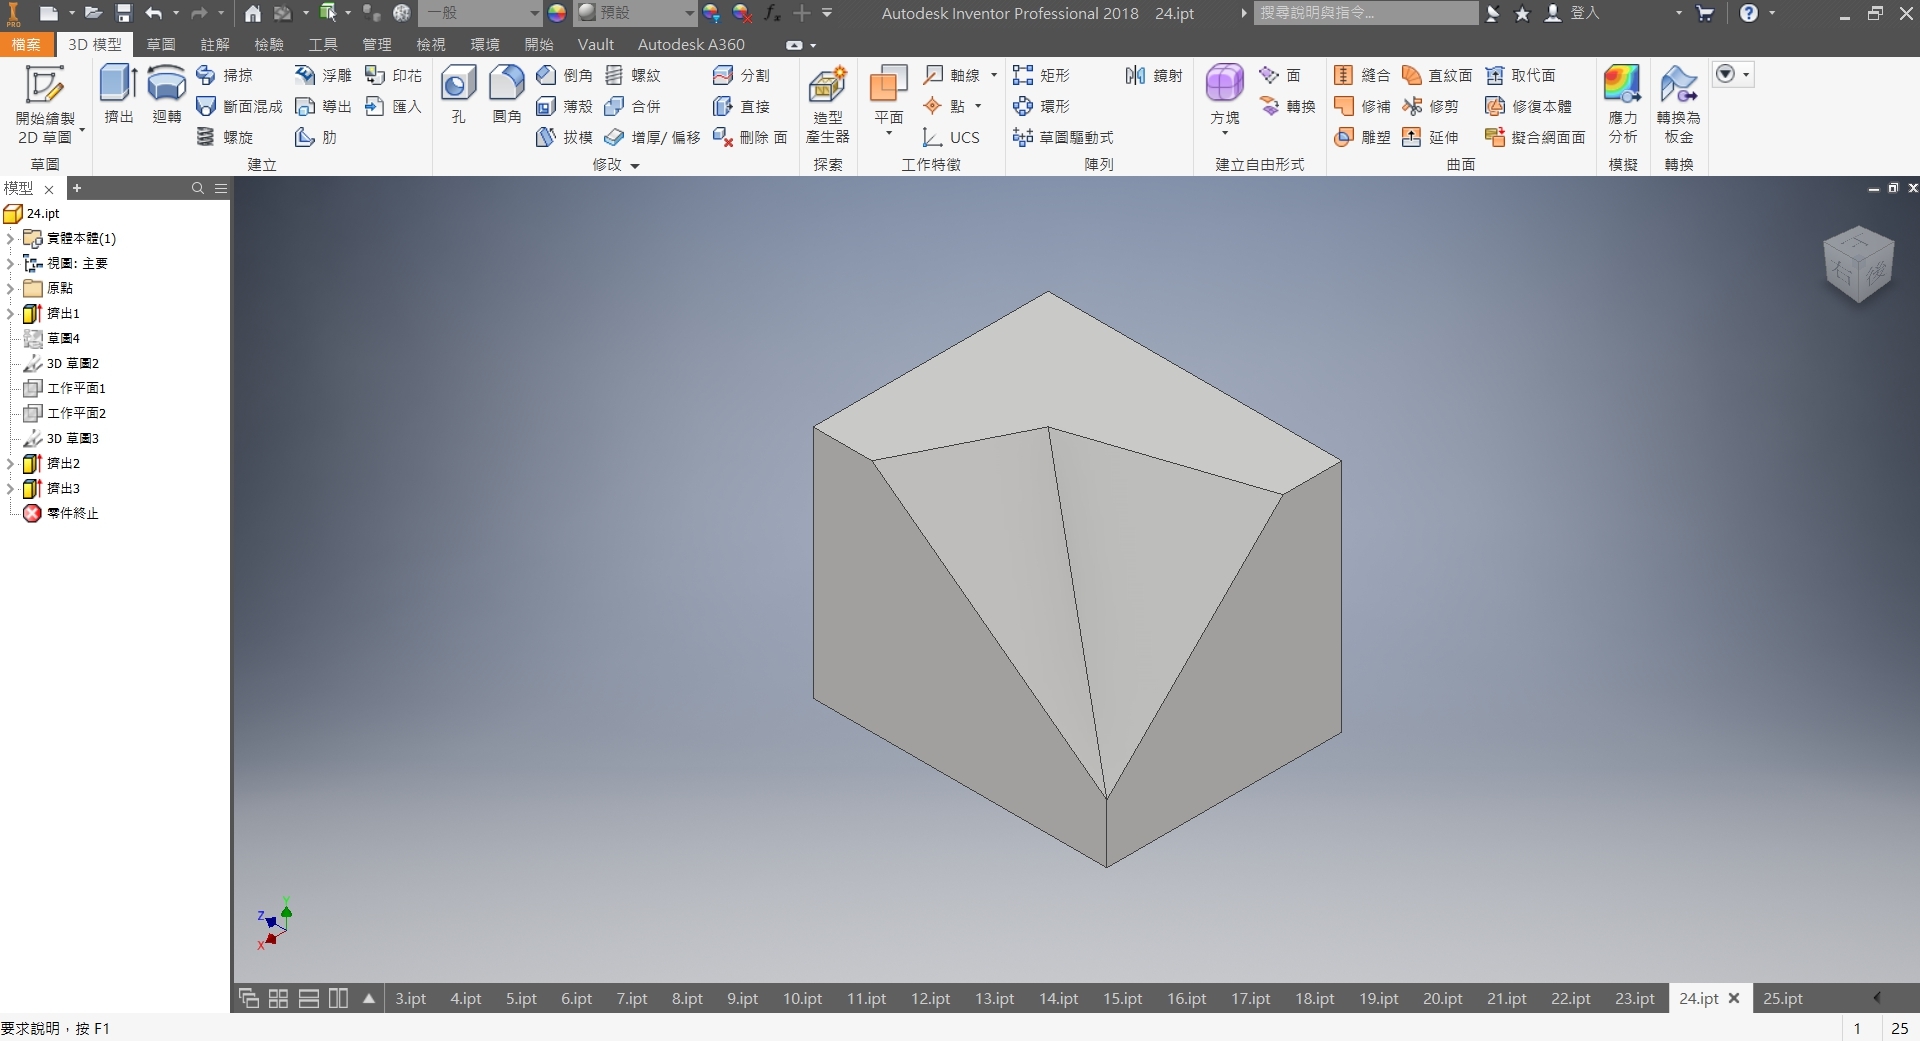 PRO 一般 預設 fx Autodesk Inventor Professional 2018 24.ipt 搜尋說明與指令... 登入
檔案 3D 模型 草圖 註解 檢驗 工具 管理 檢視 環境 開始 Vault Autodesk A360
開始繪製
2D 草圖
草圖
擠出 迴轉 掃掠 浮雕 印花
斷面混成 導出 匯入
螺旋 肋
建立
孔 圓角 倒角 螺紋 分割
薄殼 合併 直接
拔模 增厚/ 偏移 刪除 面
修改
造型
產生器
探索
平面 軸線
點
UCS
工作特徵
矩形 鏡射
環形
草圖驅動式
陣列
方塊 面
轉換
建立自由形式
縫合 直紋面 取代面
修補 修剪 修復本體
雕塑 延伸 擬合網面面
曲面
應力
分析
模擬
轉換為
板金
轉換
模型
24.ipt
實體本體(1)
視圖: 主要
原點
擠出1
草圖4
3D 草圖2
工作平面1
工作平面2
3D 草圖3
擠出2
擠出3
零件終止
上
右 後
Y
Z
X
3.ipt 4.ipt 5.ipt 6.ipt 7.ipt 8.ipt 9.ipt 10.ipt 11.ipt 12.ipt 13.ipt 14.ipt 15.ipt 16.ipt 17.ipt 18.ipt 19.ipt 20.ipt 21.ipt 22.ipt 23.ipt 24.ipt 25.ipt
要求說明，按 F1 1 25